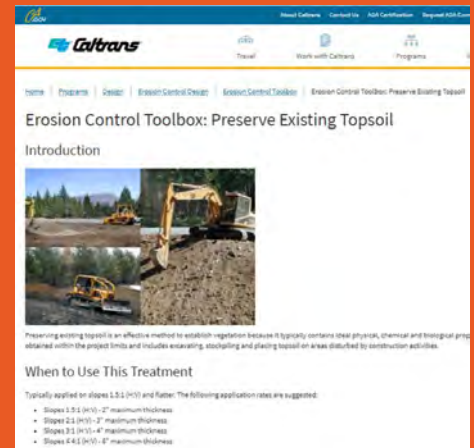 CA GOV
About Caltrans Contact Us ADA Certification Request ADA
Caltrans
Travel Work with Caltrans Programs
Home Programs Design Erosion Control Design Erosion Control Toolbox Erosion Control Toolbox: Preserve Existing Topsoil
Erosion Control Toolbox: Preserve Existing Topsoil
Introduction
Preserving existing topsoil is an effective method to establish vegetation because it typically contains ideal physical, chemical and biological
obtained within the project limits and includes excavating, stockpiling and placing topsoil on areas disturbed by construction activities.
When to Use This Treatment
Typically applied on slopes 1.5:1 (H:V) and flatter. The following application rates are suggested:
• Slopes 1.5:1 (H:V) - 2" maximum thickness
• Slopes 2:1 (H:V) - 3" maximum thickness
• Slopes 3:1 (H:V) - 4" maximum thickness
• Slopes 4:1 (H:V) - 6" maximum thickness